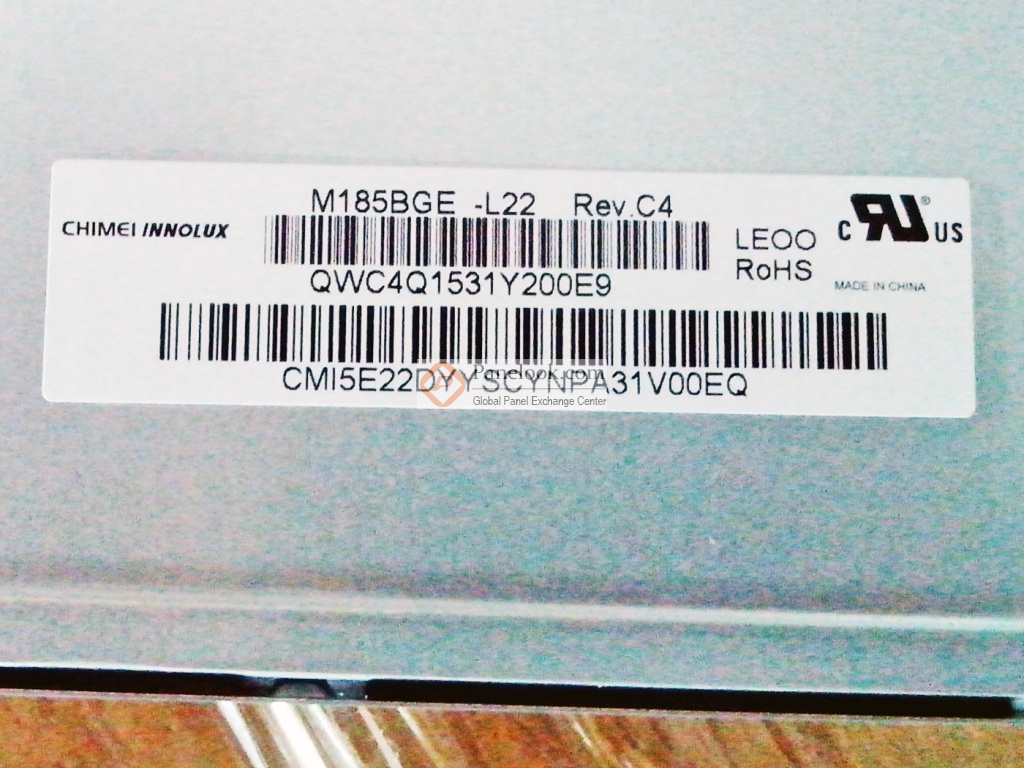 M185BGE -L22 Rev.C4
CHIMEI INNOLUX
QWC4Q1531Y200E9
LEOO
RoHS
C RU® US
MADE IN CHINA
CMI5E22DYYSCYNPA31V00EQ
Panelook.com
Global Panel Exchange Center